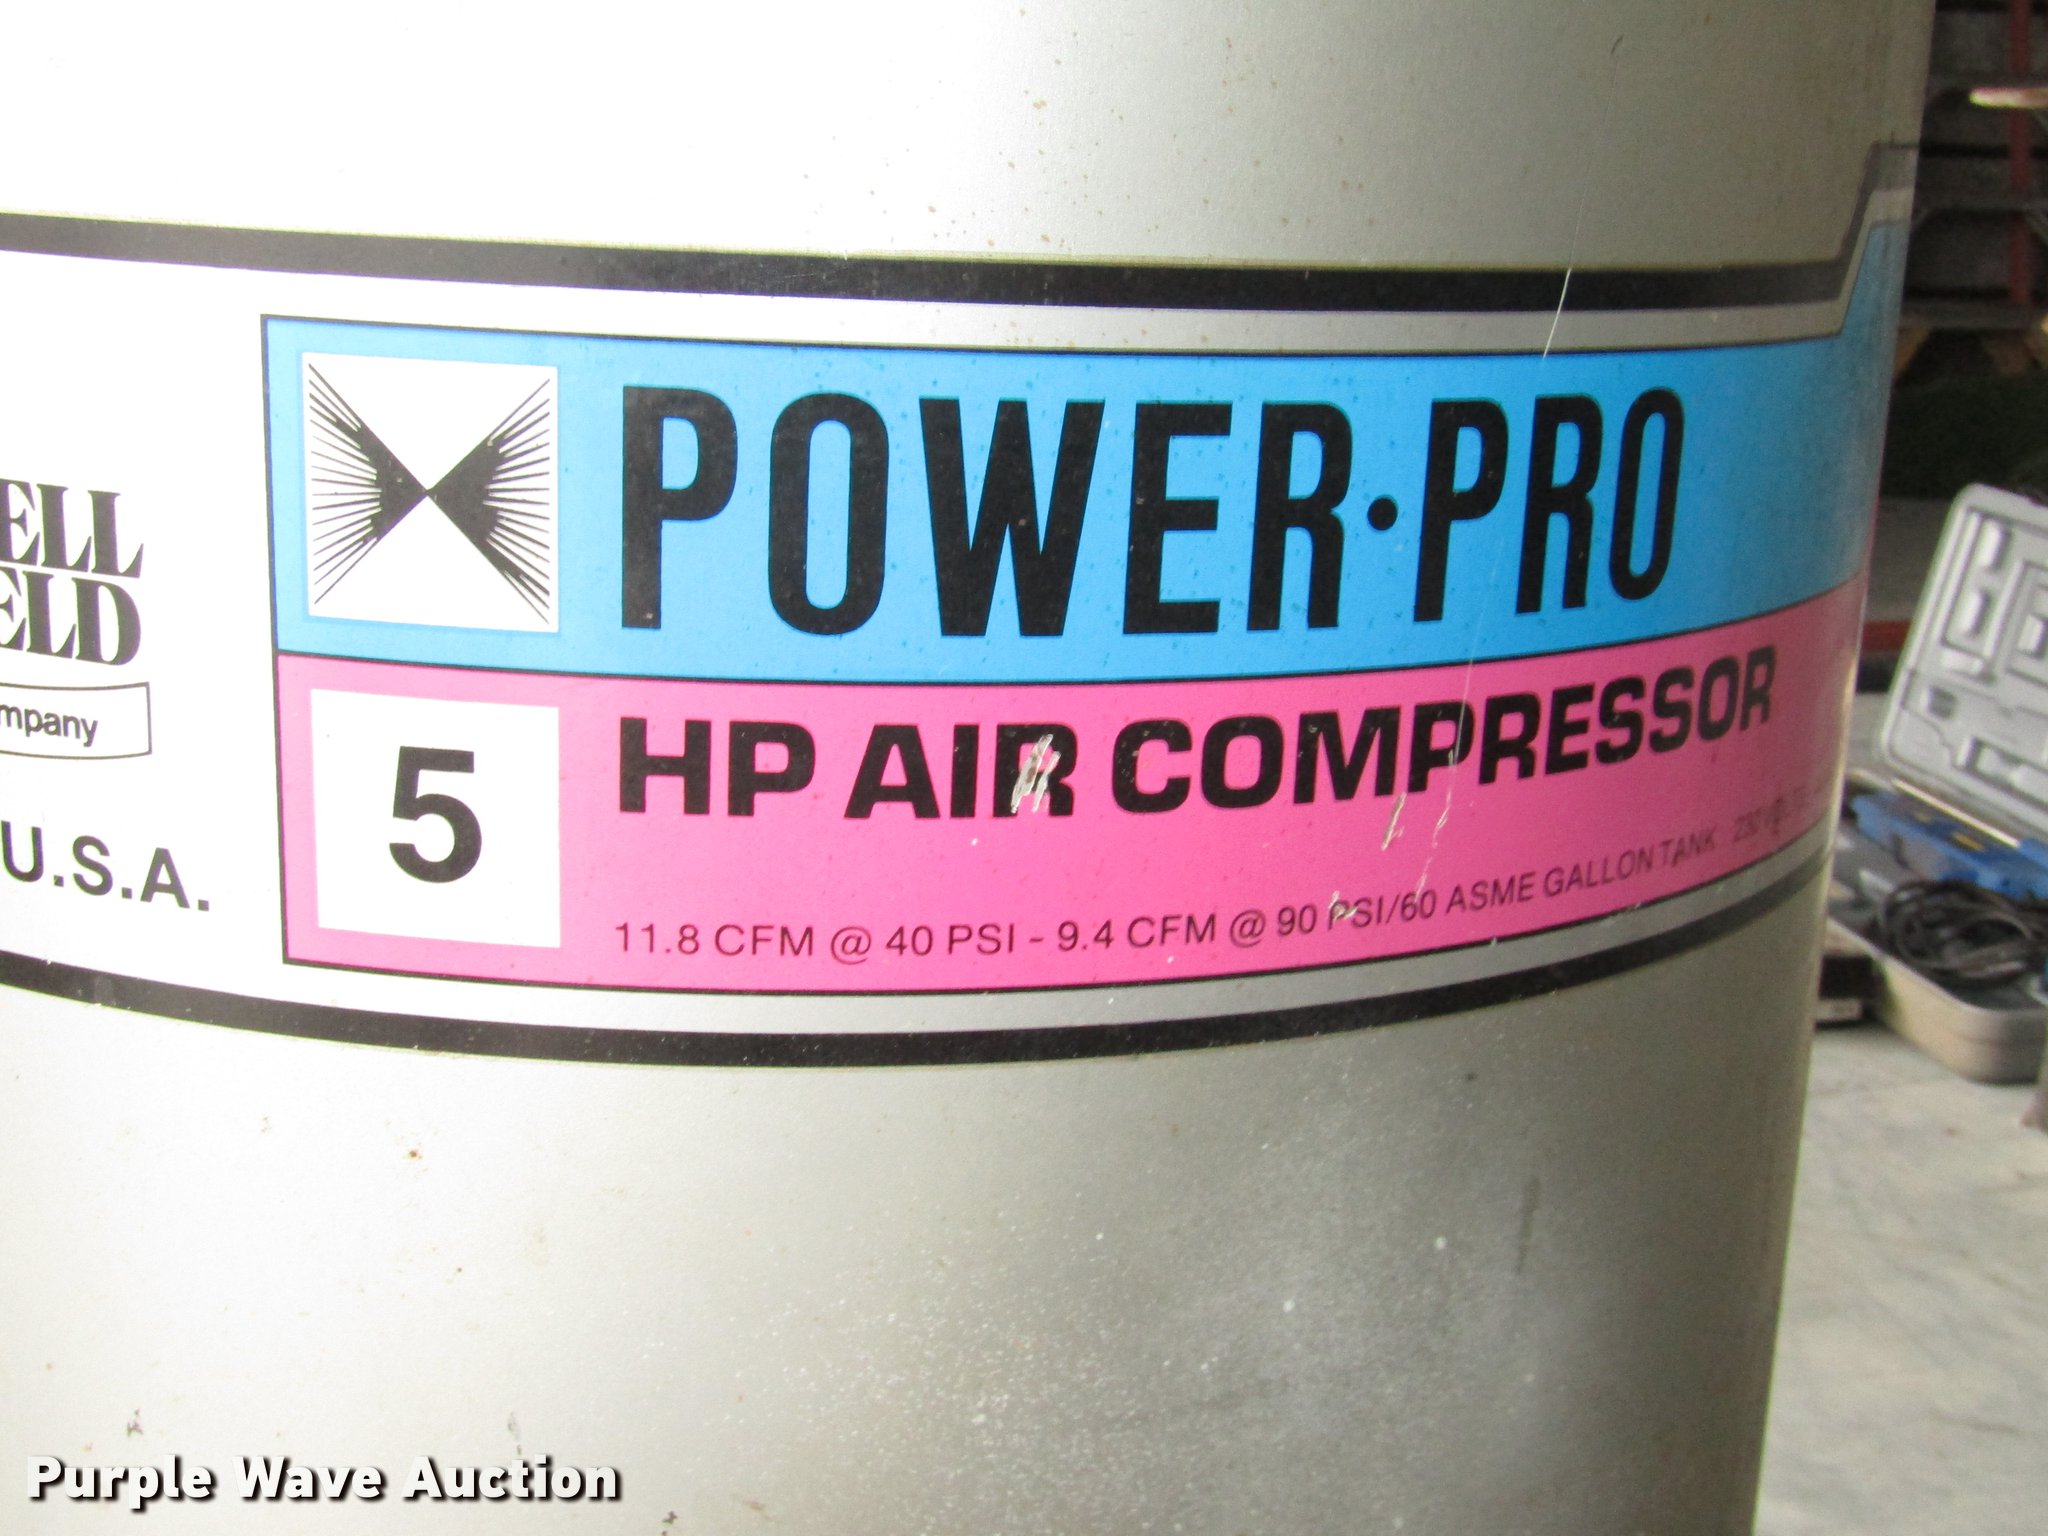 ELL
ELD
mpany
U.S.A.
POWER·PRO
5
HP AIR COMPRESSOR
11.8 CFM @ 40 PSI - 9.4 CFM @ 90 PSI/60 ASME GALLON TANK 230
Purple Wave Auction